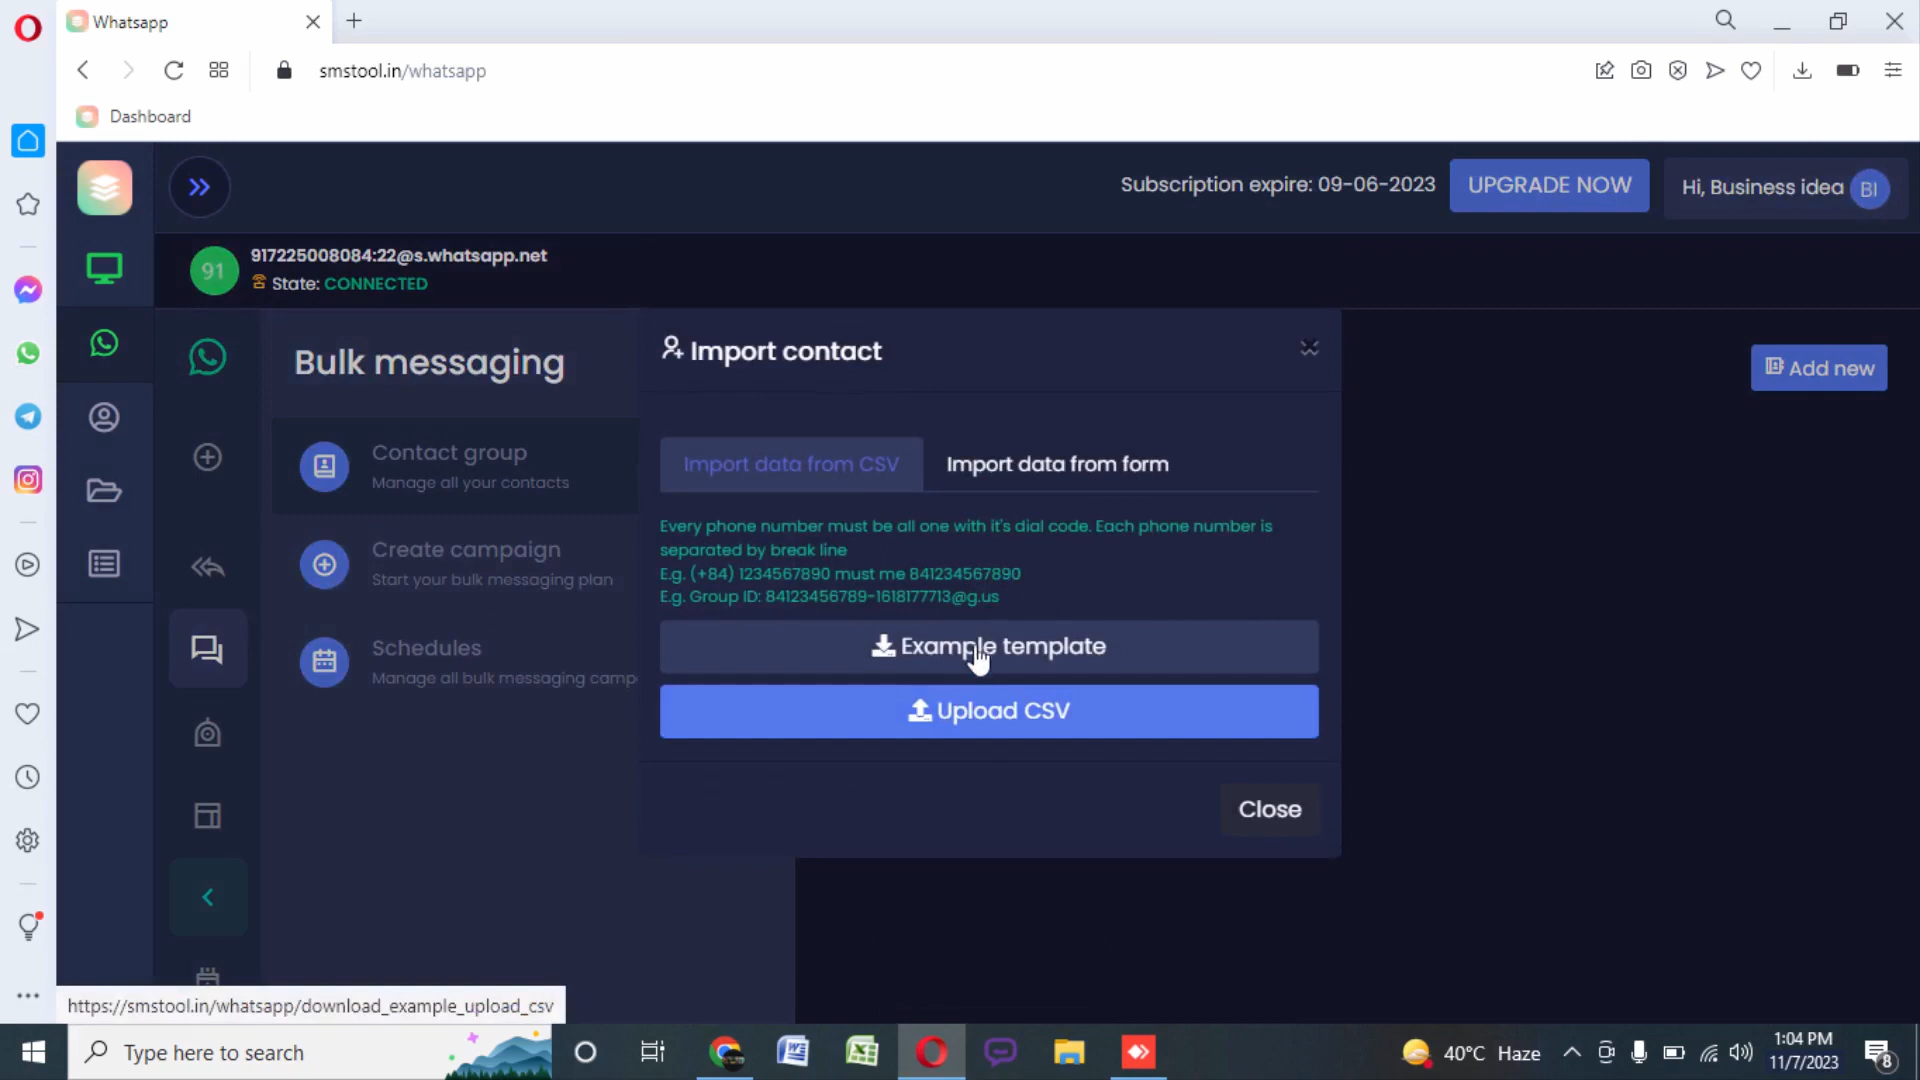 Whatsapp
smstool.in/whatsapp
Dashboard
Subscription expire: 09-06-2023
UPGRADE NOW
Hi, Business idea
BI
91
917225008084:22@s.whatsapp.net
State: CONNECTED
Bulk messaging
Contact group
Manage all your contacts
Create campaign
Start your bulk messaging plan
Schedules
Manage all bulk messaging camp
Import contact
Add new
Import data from CSV
Import data from form
Every phone number must be all one with it's dial code. Each phone number is
separated by break line
E.g. (+84) 1234567890 must me 841234567890
E.g. Group ID: 84123456789-1618177713@g.us
Example template
Upload CSV
Close
https://smstool.in/whatsapp/download_example_upload_csv
Type here to search
40°C Haze
1:04 PM
11/7/2023
8